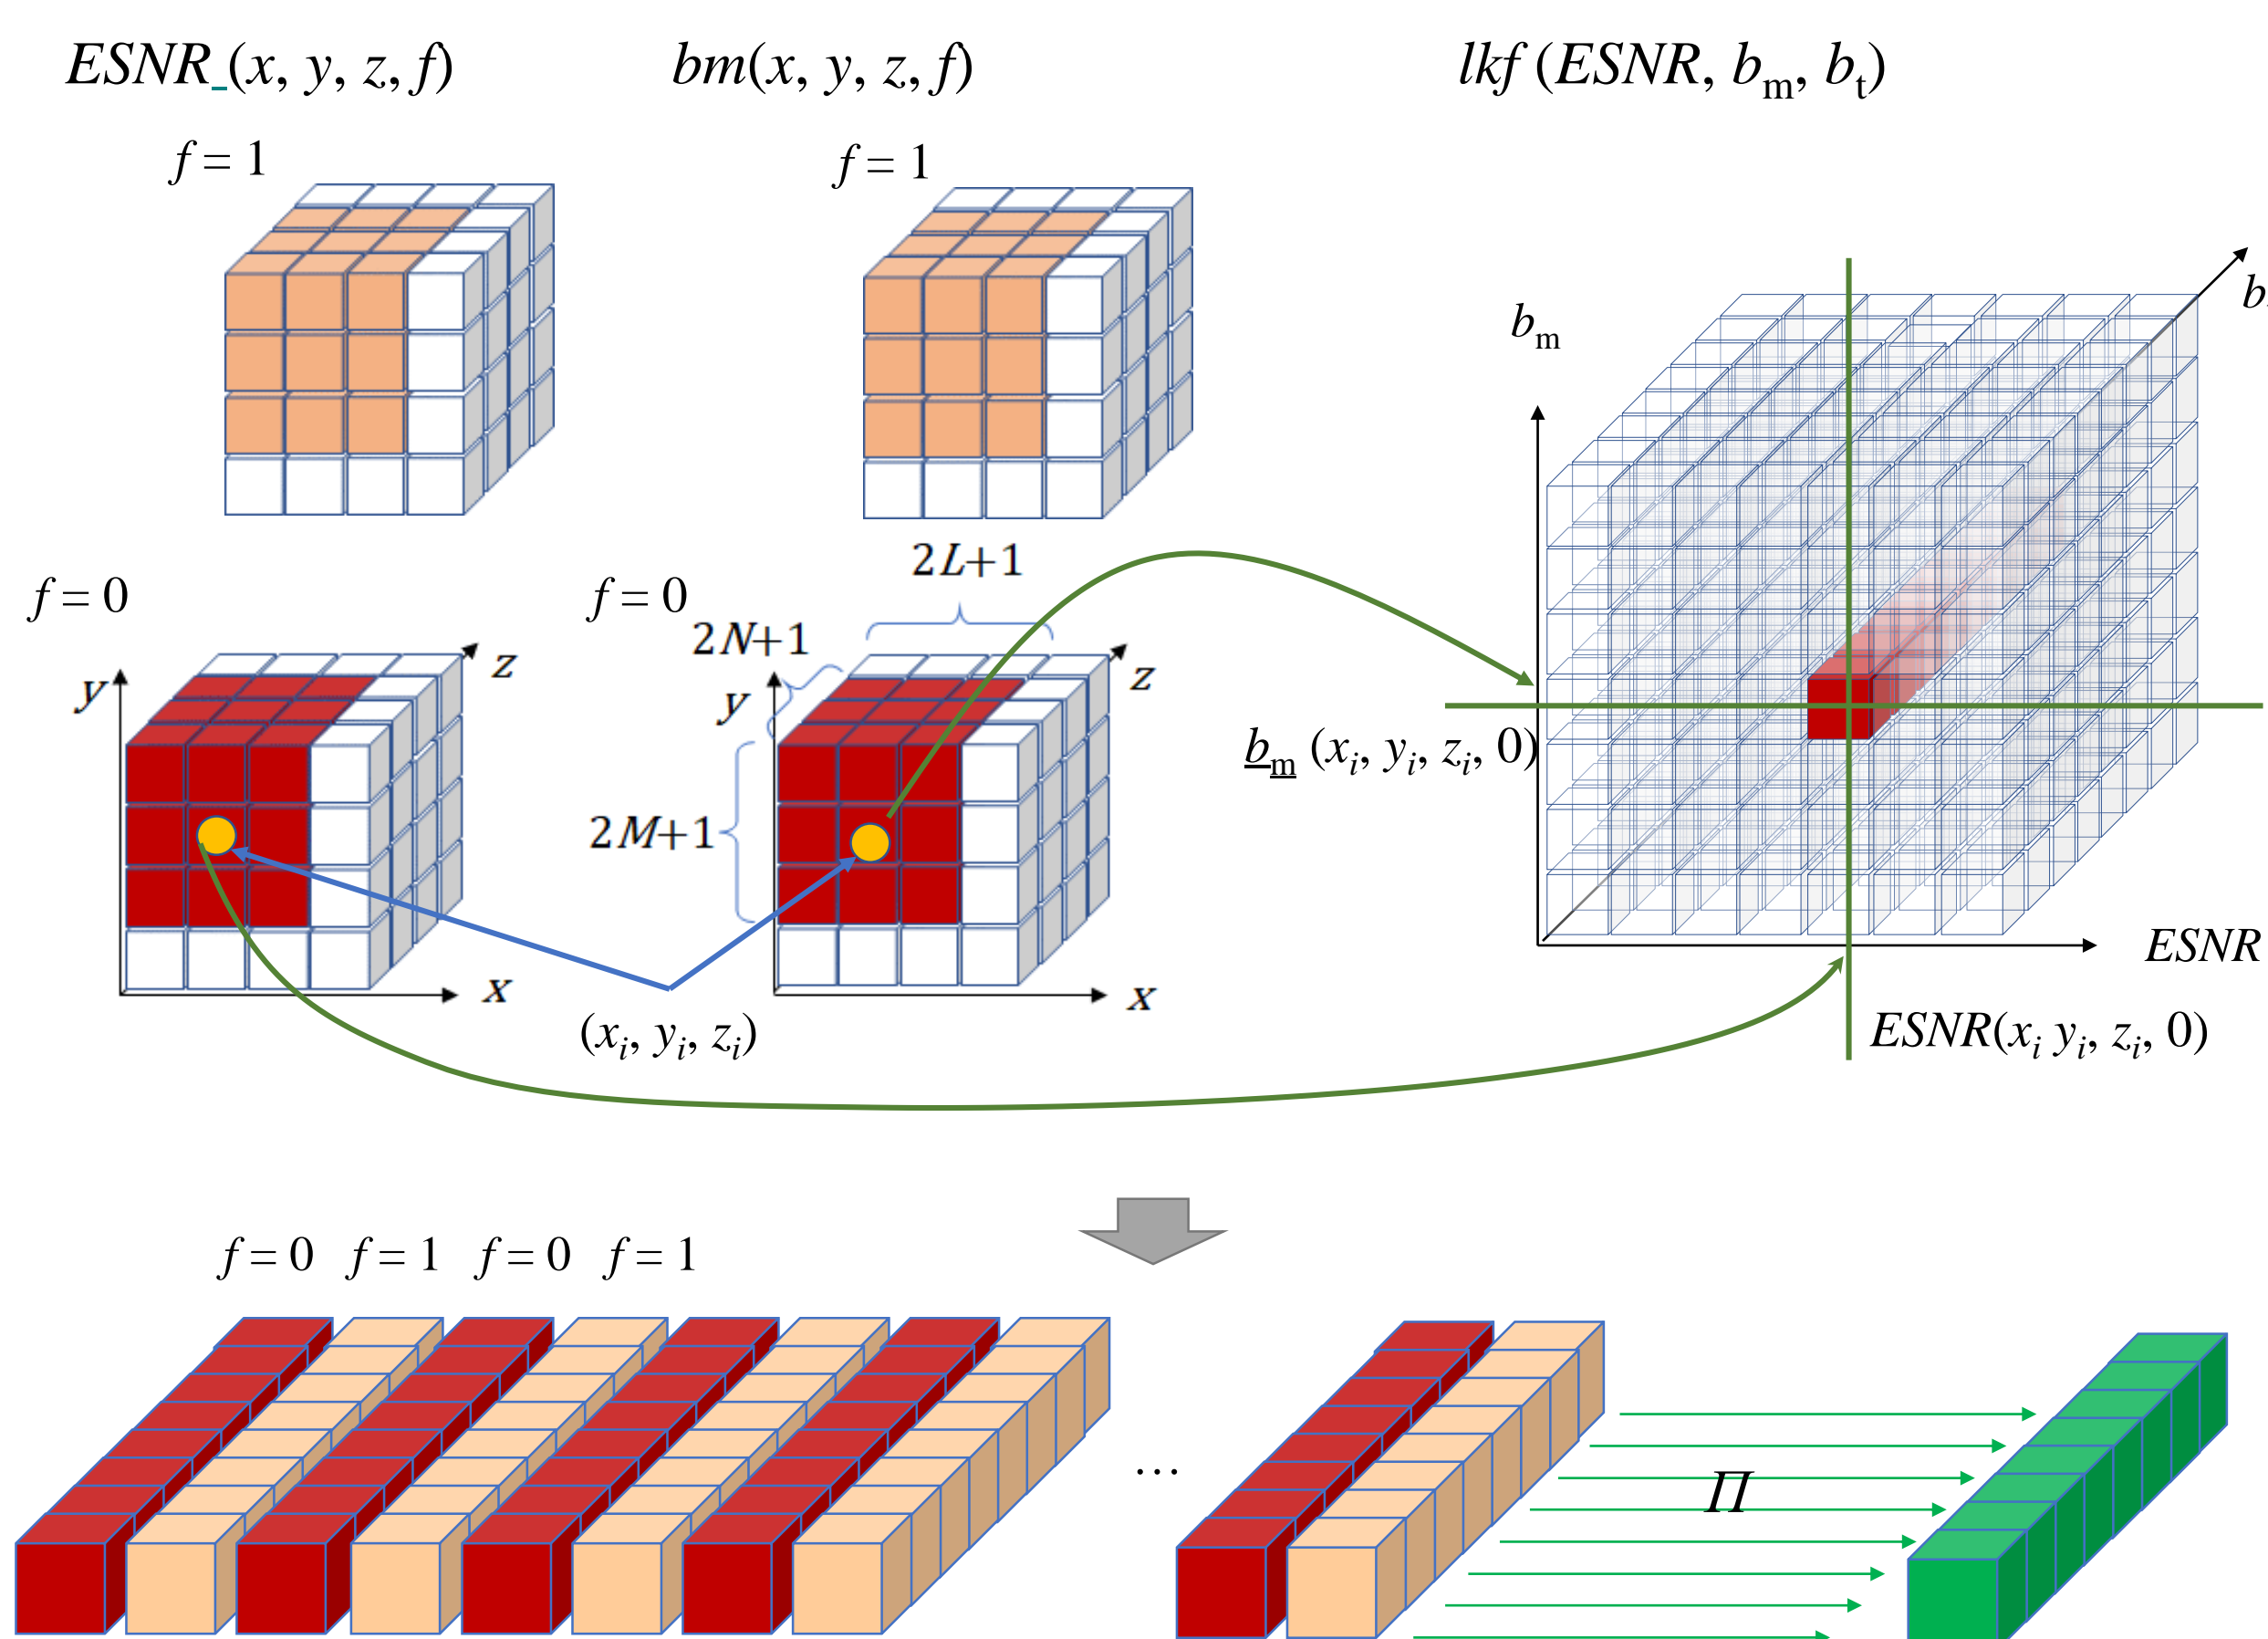 ESNR (x, y, z, f)
bm(x, y, z, f)
lkf (ESNR, bm, bt)
f = 1
f = 1
bm
2L+1
f = 0
f = 0
2N+1
y
z
y
z
2M+1
bm (xi, yi, zi, 0)
ESNR
x
x
(xi, yi, zi)
ESNR(xi yi, zi, 0)
f = 0 f = 1 f = 0 f = 1
...
Π